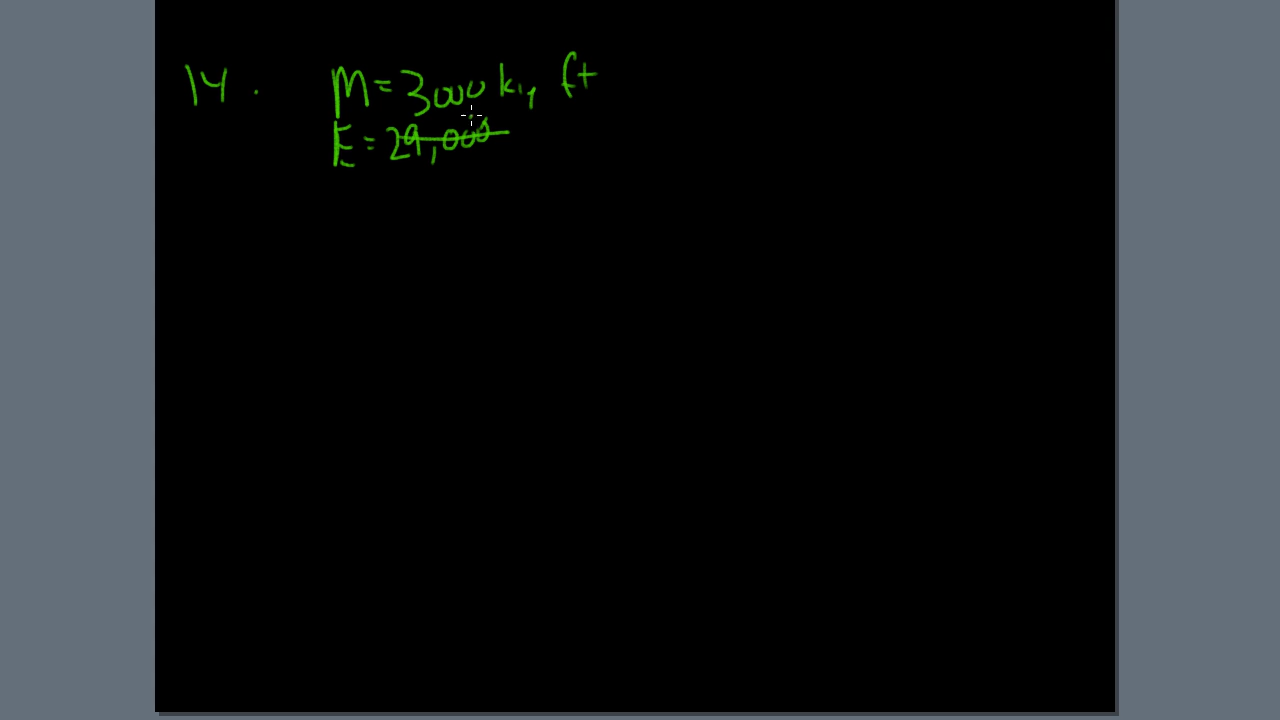 14. M = 3000 kip ft
E = 29,000